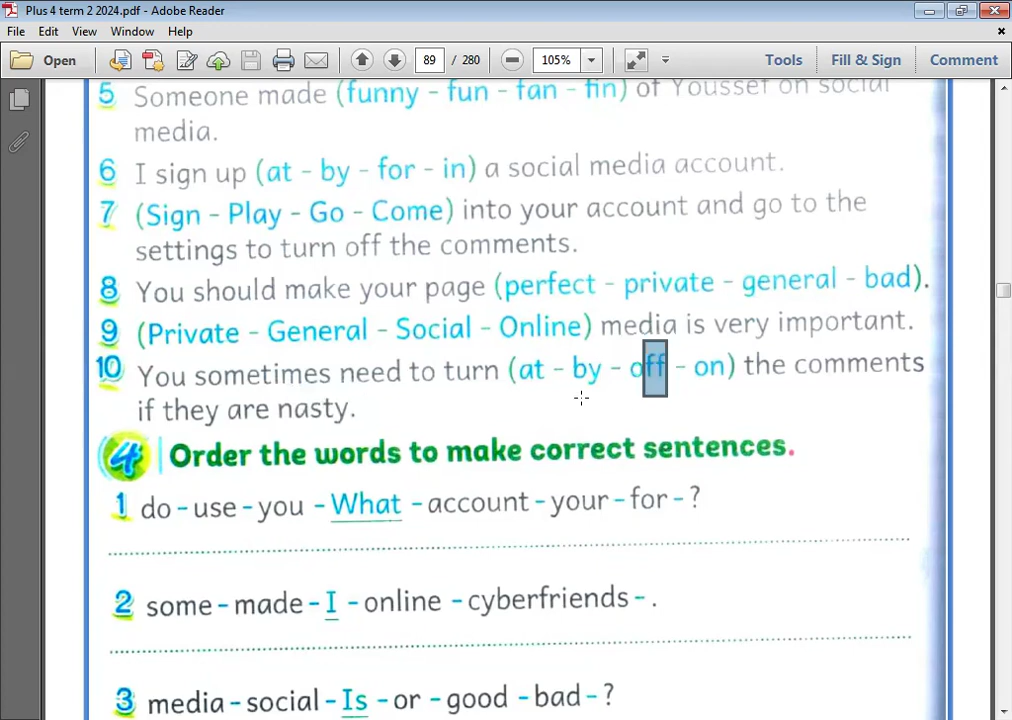 Plus 4 term 2 2024.pdf - Adobe Reader
File Edit View Window Help
Open 89 / 280 105% Tools Fill & Sign Comment
5 Someone made (funny - fun - fan - fin) of Youssef on social
media.
6 I sign up (at - by - for - in) a social media account.
7 (Sign - Play - Go - Come) into your account and go to the
settings to turn off the comments.
8 You should make your page (perfect - private - general - bad).
9 (Private - General - Social - Online) media is very important.
10 You sometimes need to turn (at - by - off - on) the comments
if they are nasty.
4 Order the words to make correct sentences.
1 do - use - you - What - account - your - for - ?
2 some - made - I - online - cyberfriends - .
3 media - social - Is - or - good - bad - ?